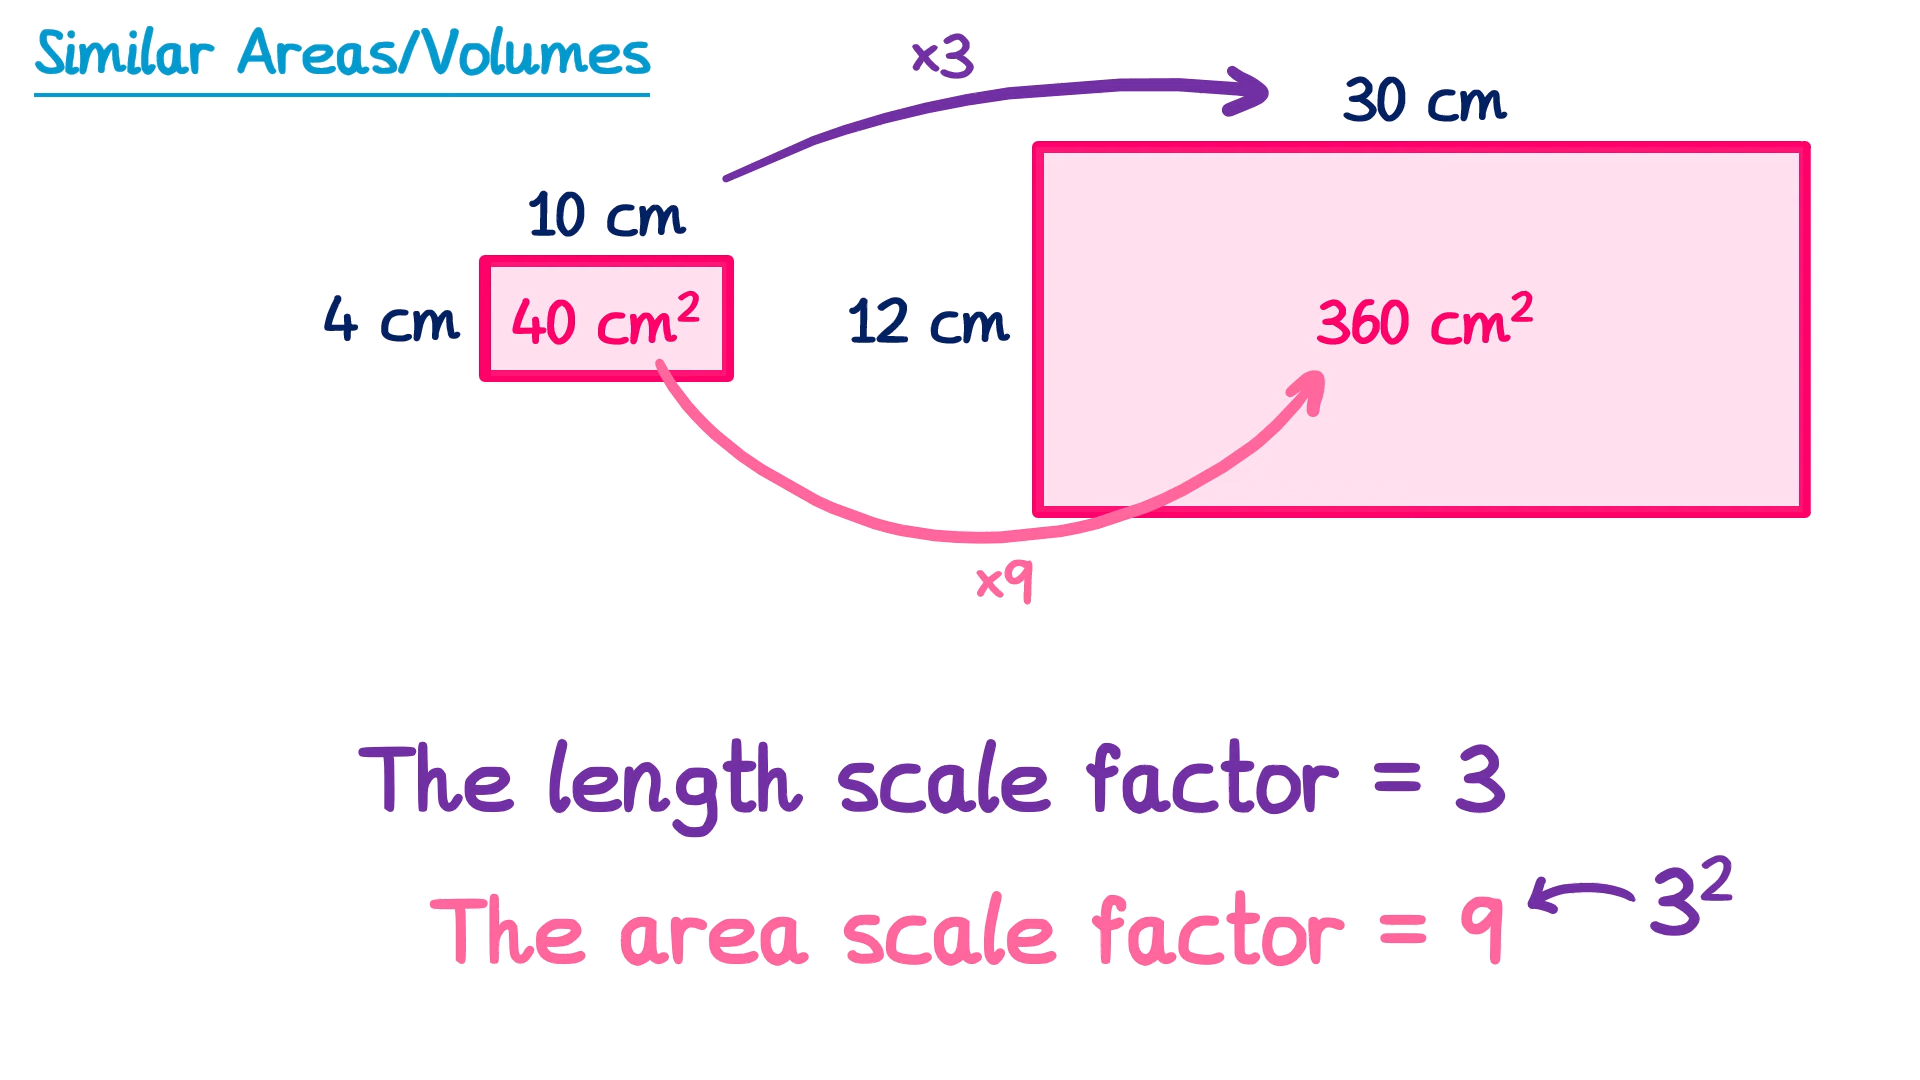 Similar Areas/Volumes
x3
30 cm
10 cm
4 cm
40 cm²
12 cm
360 cm²
x9
The length scale factor = 3
The area scale factor = 9
3²